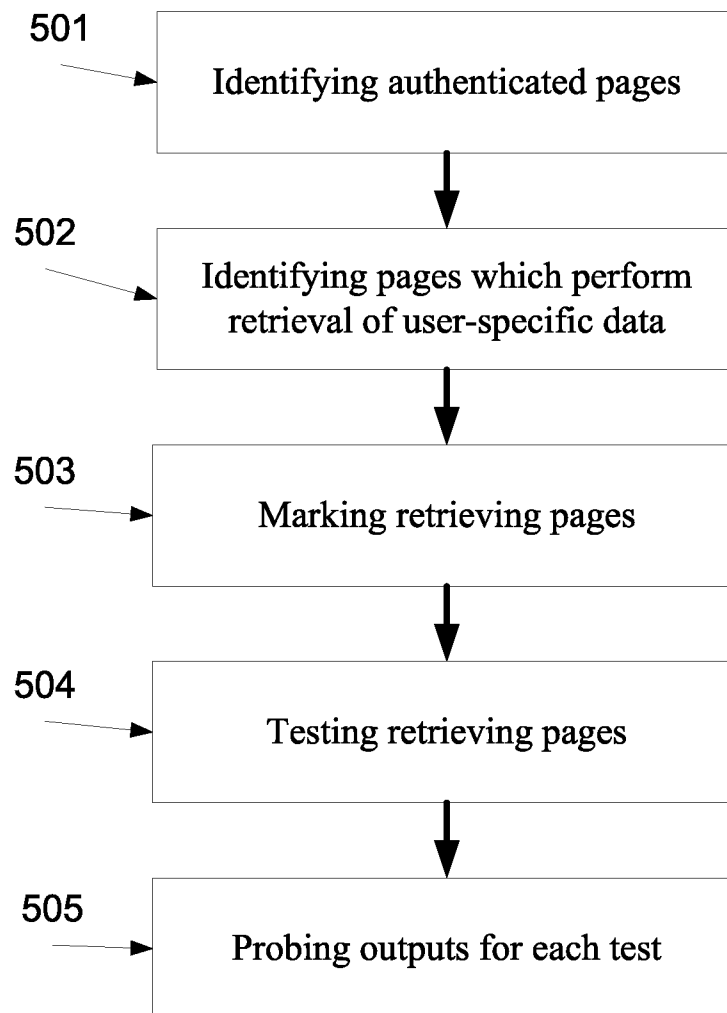 501
Identifying authenticated pages
502
Identifying pages which perform
retrieval of user-specific data
503
Marking retrieving pages
504
Testing retrieving pages
505
Probing outputs for each test